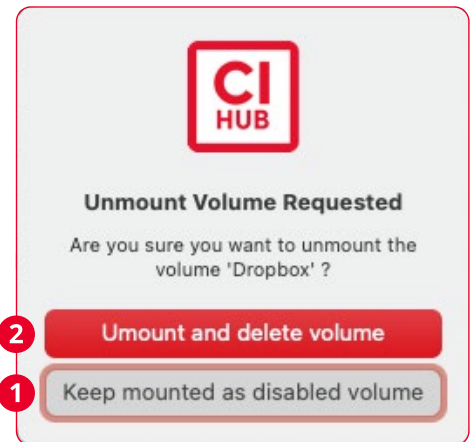 CI
HUB
Unmount Volume Requested
Are you sure you want to unmount the
volume 'Dropbox' ?
2 Umount and delete volume
1 Keep mounted as disabled volume